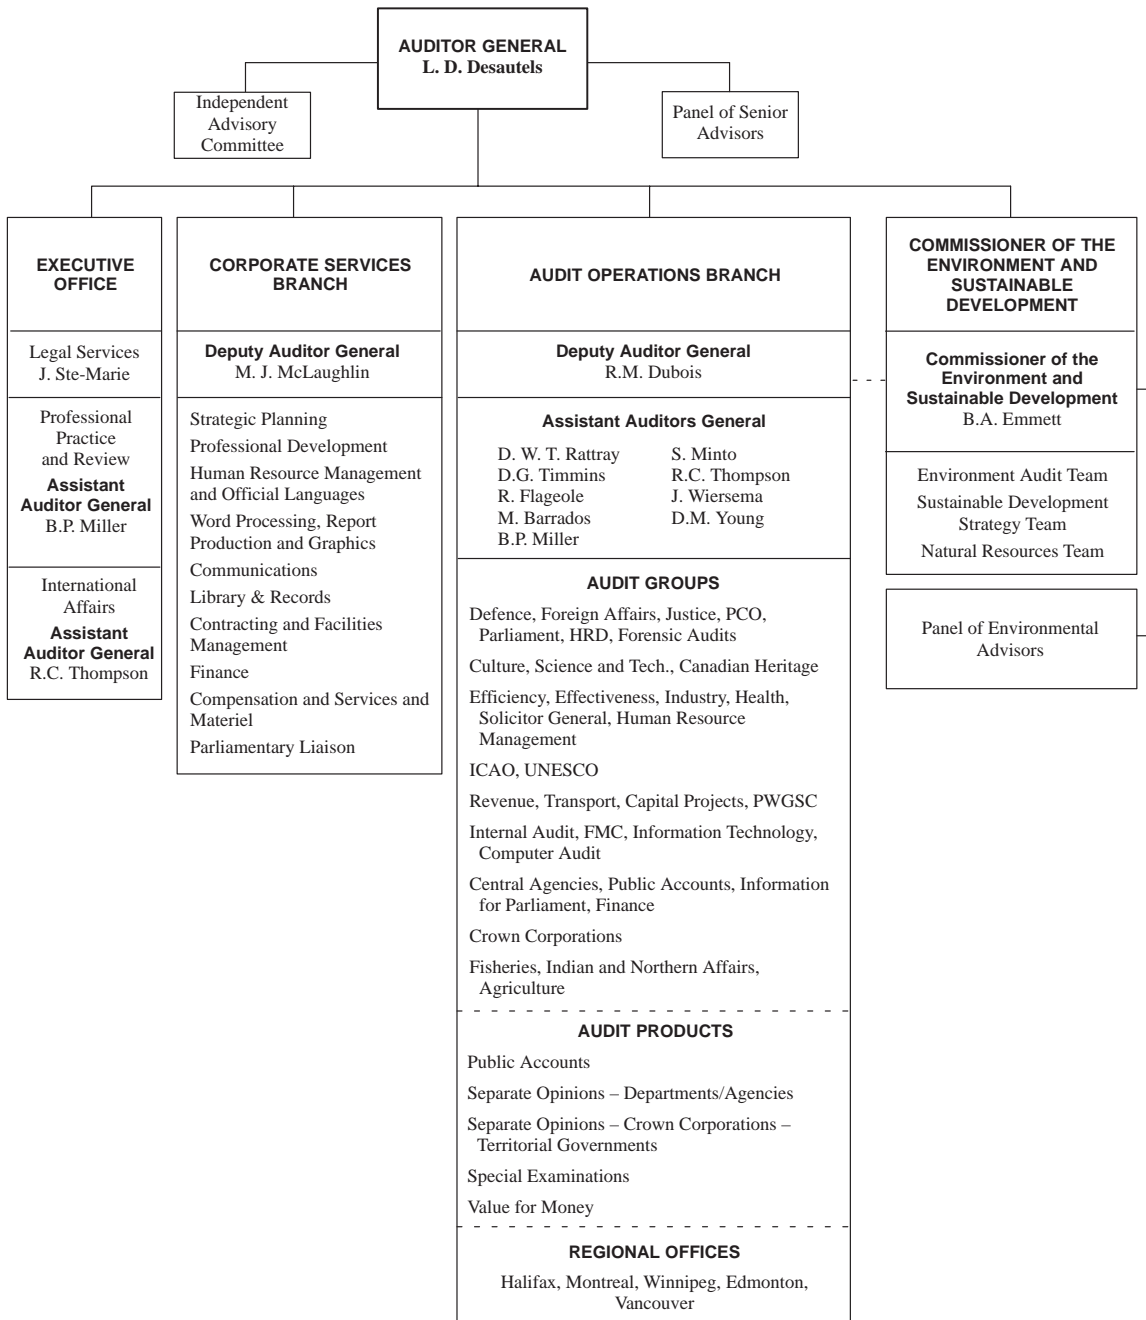 AUDITOR GENERAL
L. D. Desautels
Independent
Advisory
Committee
Panel of Senior
Advisors
EXECUTIVE
OFFICE
Legal Services
J. Ste-Marie
Professional
Practice
and Review
Assistant
Auditor General
B.P. Miller
International
Affairs
Assistant
Auditor General
R.C. Thompson
CORPORATE SERVICES
BRANCH
Deputy Auditor General
M. J. McLaughlin
Strategic Planning
Professional Development
Human Resource Management
and Official Languages
Word Processing, Report
Production and Graphics
Communications
Library & Records
Contracting and Facilities
Management
Finance
Compensation and Services and
Materiel
Parliamentary Liaison
AUDIT OPERATIONS BRANCH
Deputy Auditor General
R.M. Dubois
Assistant Auditors General
D. W. T. Rattray
D.G. Timmins
R. Flageole
M. Barrados
B.P. Miller
S. Minto
R.C. Thompson
J. Wiersema
D.M. Young
AUDIT GROUPS
Defence, Foreign Affairs, Justice, PCO,
Parliament, HRD, Forensic Audits
Culture, Science and Tech., Canadian Heritage
Efficiency, Effectiveness, Industry, Health,
Solicitor General, Human Resource
Management
ICAO, UNESCO
Revenue, Transport, Capital Projects, PWGSC
Internal Audit, FMC, Information Technology,
Computer Audit
Central Agencies, Public Accounts, Information
for Parliament, Finance
Crown Corporations
Fisheries, Indian and Northern Affairs,
Agriculture
AUDIT PRODUCTS
Public Accounts
Separate Opinions – Departments/Agencies
Separate Opinions – Crown Corporations –
Territorial Governments
Special Examinations
Value for Money
REGIONAL OFFICES
Halifax, Montreal, Winnipeg, Edmonton,
Vancouver
COMMISSIONER OF THE
ENVIRONMENT AND
SUSTAINABLE
DEVELOPMENT
Commissioner of the
Environment and
Sustainable Development
B.A. Emmett
Environment Audit Team
Sustainable Development
Strategy Team
Natural Resources Team
Panel of Environmental
Advisors